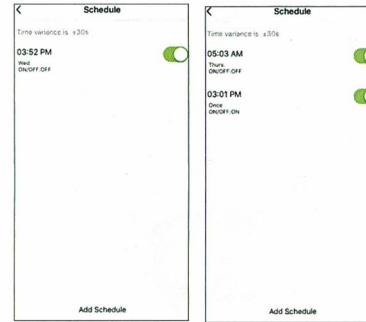 Schedule
Time variance is ±30s
03:52 PM
Wed
ON/OFF:OFF
Add Schedule
Schedule
Time variance is ±30s
05:03 AM
Thurs.
ON/OFF:OFF
03:01 PM
Once
ON/OFF:ON
Add Schedule